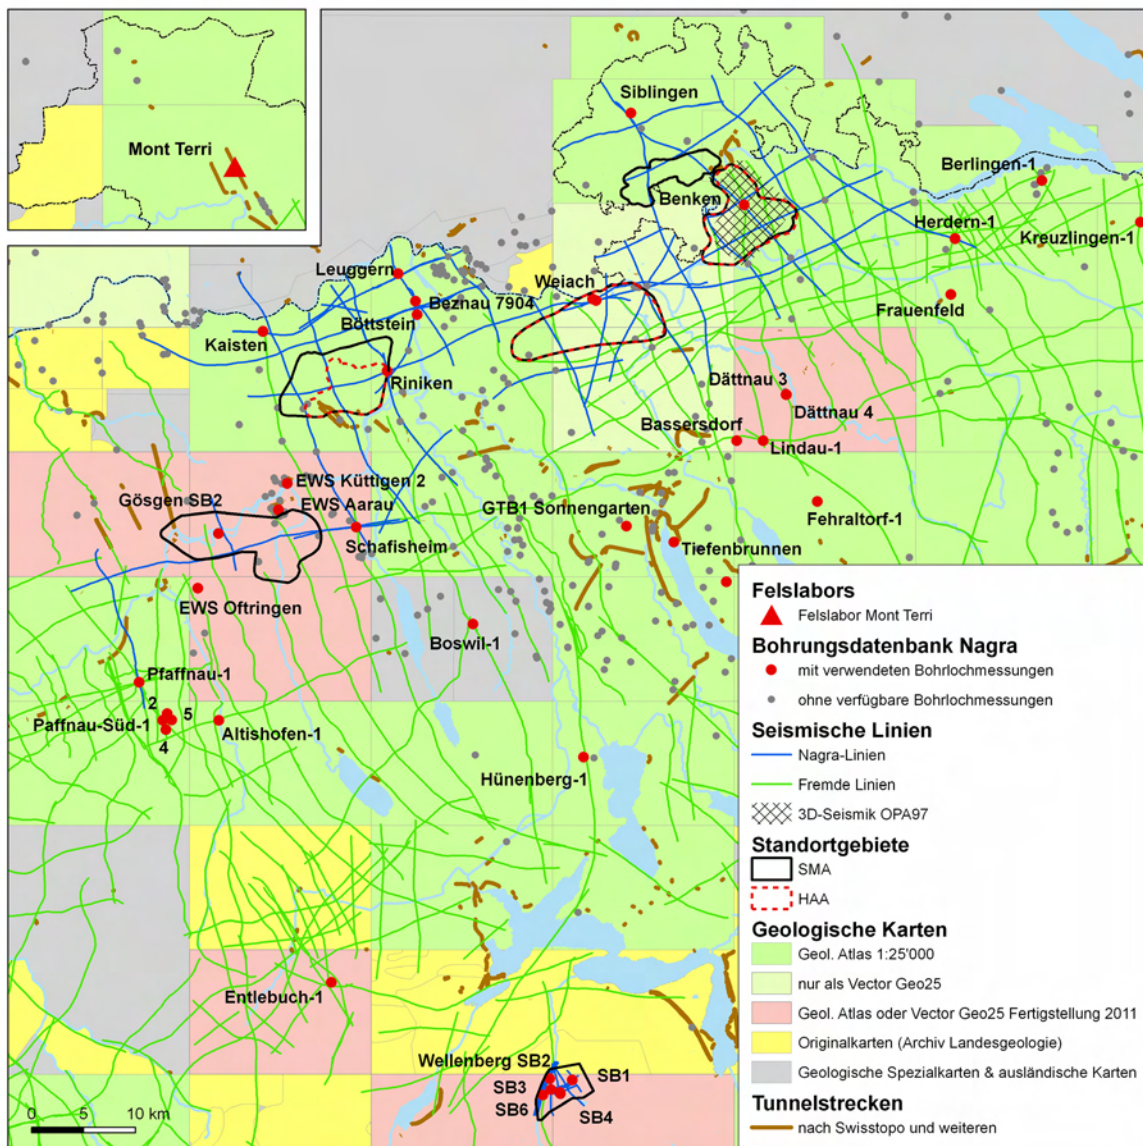 Mont Terri
Siblingen
Benken
Berlingen-1
Herdern-1
Kreuzlingen-1
Leuggern
Beznau 7904
Böttstein
Weiach
Kaisten
Frauenfeld
Riniken
Dättnau 3
Dättnau 4
Bassersdorf
Lindau-1
EWS Küttigen 2
Gösgen SB2
EWS Aarau
GTB1 Sonnengarten
Fehraltorf-1
Schafisheim
Tiefenbrunnen
EWS Oftringen
Boswil-1
Pfaffnau-1
2
5
Paffnau-Süd-1
4
Altishofen-1
Hünenberg-1
Entlebuch-1
Wellenberg SB2
SB1
SB3
SB6
SB4
0 5 10 km
Felslabors
Felslabor Mont Terri
Bohrungsdatenbank Nagra
mit verwendeten Bohrlochmessungen
ohne verfügbare Bohrlochmessungen
Seismische Linien
Nagra-Linien
Fremde Linien
3D-Seismik OPA97
Standortgebiete
SMA
HAA
Geologische Karten
Geol. Atlas 1:25'000
nur als Vector Geo25
Geol. Atlas oder Vector Geo25 Fertigstellung 2011
Originalkarten (Archiv Landesgeologie)
Geologische Spezialkarten & ausländische Karten
Tunnelstrecken
nach Swisstopo und weiteren